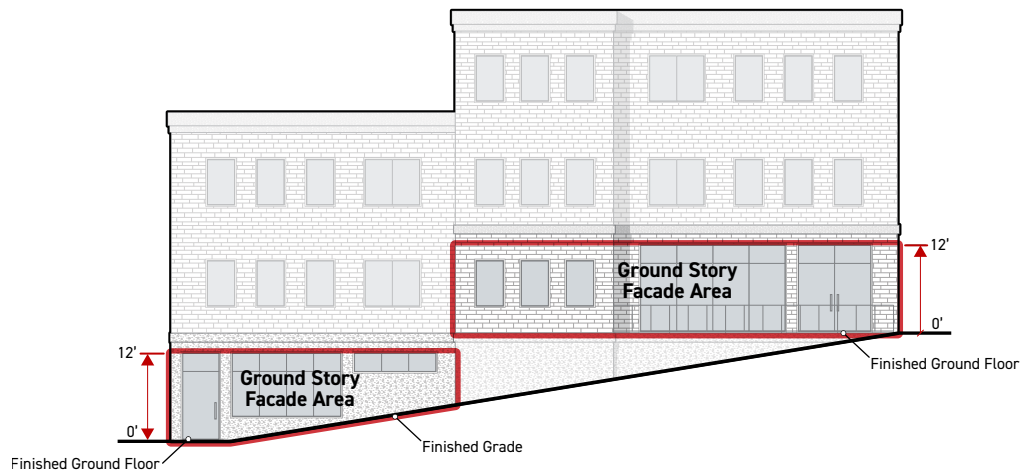 12'
Ground Story
Facade Area
0'
Finished Ground Floor
12'
Ground Story
Facade Area
0'
Finished Grade
Finished Ground Floor